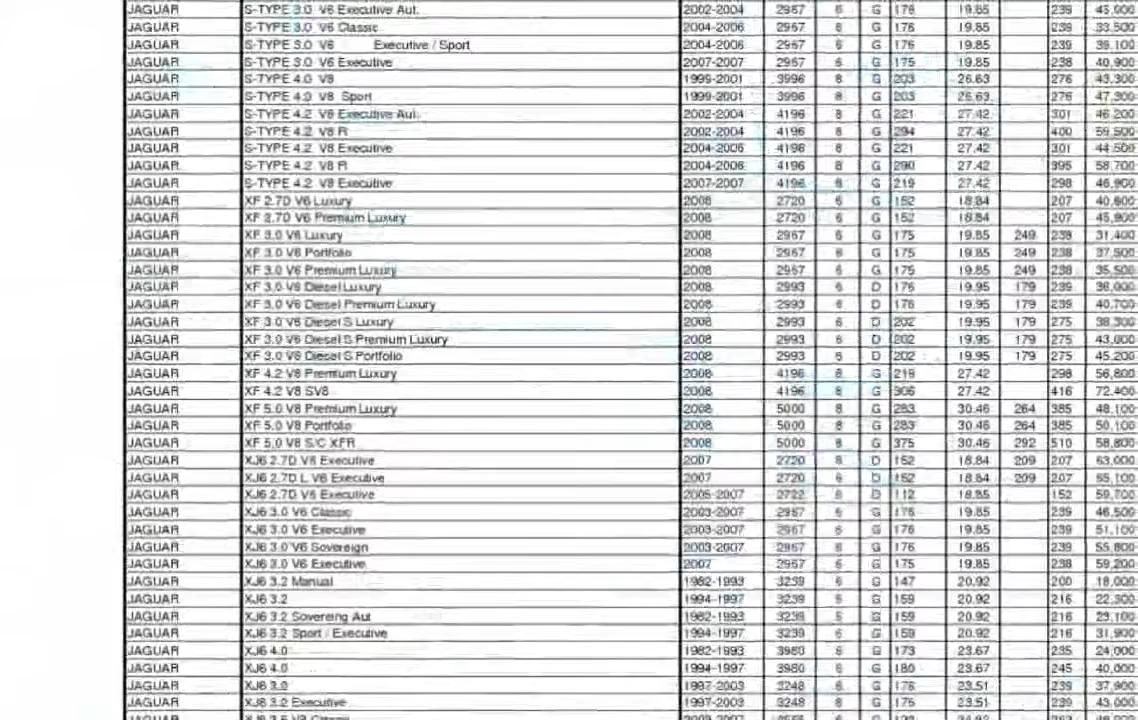 JAGUAR S-TYPE 3.0 V6 Executive Aut. 2002-2004 2967 6 G 176 19.85 239 45,000
JAGUAR S-TYPE 3.0 V6 Classic 2004-2006 2967 6 G 176 19.85 239 33,500
JAGUAR S-TYPE 3.0 V6 Executive / Sport 2004-2006 2967 6 G 176 19.85 239 39,100
JAGUAR S-TYPE 3.0 V6 Executive 2007-2007 2967 6 G 175 19.85 238 40,900
JAGUAR S-TYPE 4.0 V8 1999-2001 3996 8 G 203 26.63 276 43,300
JAGUAR S-TYPE 4.0 V8 Sport 1999-2001 3996 8 G 203 26.63 276 47,300
JAGUAR S-TYPE 4.2 V8 Executive Aut. 2002-2004 4196 8 G 221 27.42 301 46,200
JAGUAR S-TYPE 4.2 V8 R 2002-2004 4196 8 G 294 27.42 400 59,500
JAGUAR S-TYPE 4.2 V8 Executive 2004-2006 4196 8 G 221 27.42 301 44,500
JAGUAR S-TYPE 4.2 V8 R 2004-2006 4196 8 G 290 27.42 395 58,700
JAGUAR S-TYPE 4.2 V8 Executive 2007-2007 4196 8 G 219 27.42 298 46,900
JAGUAR XF 2.7D V6 Luxury 2008 2720 6 G 152 18.84 207 40,600
JAGUAR XF 2.7D V6 Premium Luxury 2008 2720 6 G 152 18.84 207 45,900
JAGUAR XF 3.0 V6 Luxury 2008 2967 6 G 175 19.85 249 238 31,400
JAGUAR XF 3.0 V6 Portfolio 2008 2967 6 G 175 19.85 249 238 37,500
JAGUAR XF 3.0 V6 Premium Luxury 2008 2967 6 G 175 19.85 249 238 35,500
JAGUAR XF 3.0 V6 Diesel Luxury 2008 2993 6 D 176 19.95 179 239 36,000
JAGUAR XF 3.0 V6 Diesel Premium Luxury 2008 2993 6 D 176 19.95 179 239 40,700
JAGUAR XF 3.0 V6 Diesel S Luxury 2008 2993 6 D 202 19.95 179 275 38,300
JAGUAR XF 3.0 V6 Diesel S Premium Luxury 2008 2993 6 D 202 19.95 179 275 43,000
JAGUAR XF 3.0 V6 Diesel S Portfolio 2008 2993 6 D 202 19.95 179 275 45,200
JAGUAR XF 4.2 V8 Premium Luxury 2008 4196 8 G 219 27.42 298 56,800
JAGUAR XF 4.2 V8 SV8 2008 4196 8 G 306 27.42 416 72,400
JAGUAR XF 5.0 V8 Premium Luxury 2008 5000 8 G 283 30.46 264 385 48,100
JAGUAR XF 5.0 V8 Portfolio 2008 5000 8 G 283 30.46 264 385 50,100
JAGUAR XF 5.0 V8 S/C XFR 2008 5000 8 G 375 30.46 292 510 58,800
JAGUAR XJ6 2.7D V6 Executive 2007 2720 6 D 152 18.84 209 207 63,000
JAGUAR XJ6 2.7D L V6 Executive 2007 2720 6 D 152 18.84 209 207 65,100
JAGUAR XJ6 2.7D V6 Executive 2005-2007 2722 6 D 112 18.85 152 59,700
JAGUAR XJ6 3.0 V6 Classic 2003-2007 2967 6 G 176 19.85 239 46,500
JAGUAR XJ6 3.0 V6 Executive 2003-2007 2967 6 G 176 19.85 239 51,100
JAGUAR XJ6 3.0 V6 Sovereign 2003-2007 2967 6 G 176 19.85 239 55,800
JAGUAR XJ6 3.0 V6 Executive 2007 2967 6 G 175 19.85 238 59,200
JAGUAR XJ6 3.2 Manual 1982-1993 3239 6 G 147 20.92 200 18,000
JAGUAR XJ6 3.2 1994-1997 3239 6 G 159 20.92 216 22,300
JAGUAR XJ6 3.2 Sovereing Aut 1982-1993 3239 6 G 159 20.92 216 23,100
JAGUAR XJ6 3.2 Sport / Executive 1994-1997 3239 6 G 159 20.92 216 31,900
JAGUAR XJ6 4.0 1982-1993 3980 6 G 173 23.67 235 24,000
JAGUAR XJ6 4.0 1994-1997 3980 6 G 180 23.67 245 40,000
JAGUAR XJ8 3.2 1997-2003 3248 G 176 23.51 239 37,900
JAGUAR XJ8 3.2 Executive 1997-2003 3248 G 176 23.51 239 43,000
JAGUAR